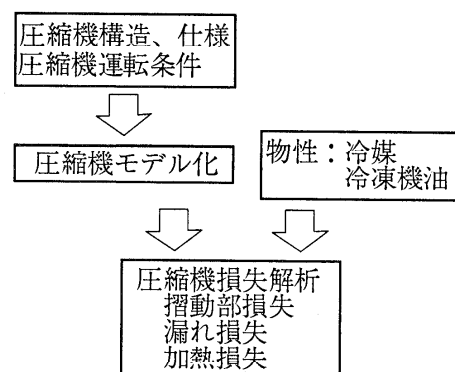 圧縮機構造、仕様
圧縮機運転条件
圧縮機モデル化
物性：冷媒
冷凍機油
圧縮機損失解析
摺動部損失
漏れ損失
加熱損失